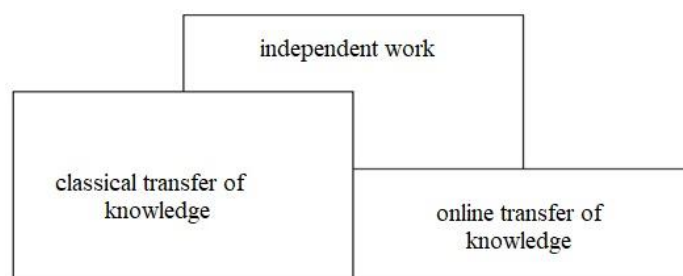 independent work
classical transfer of
knowledge
online transfer of
knowledge